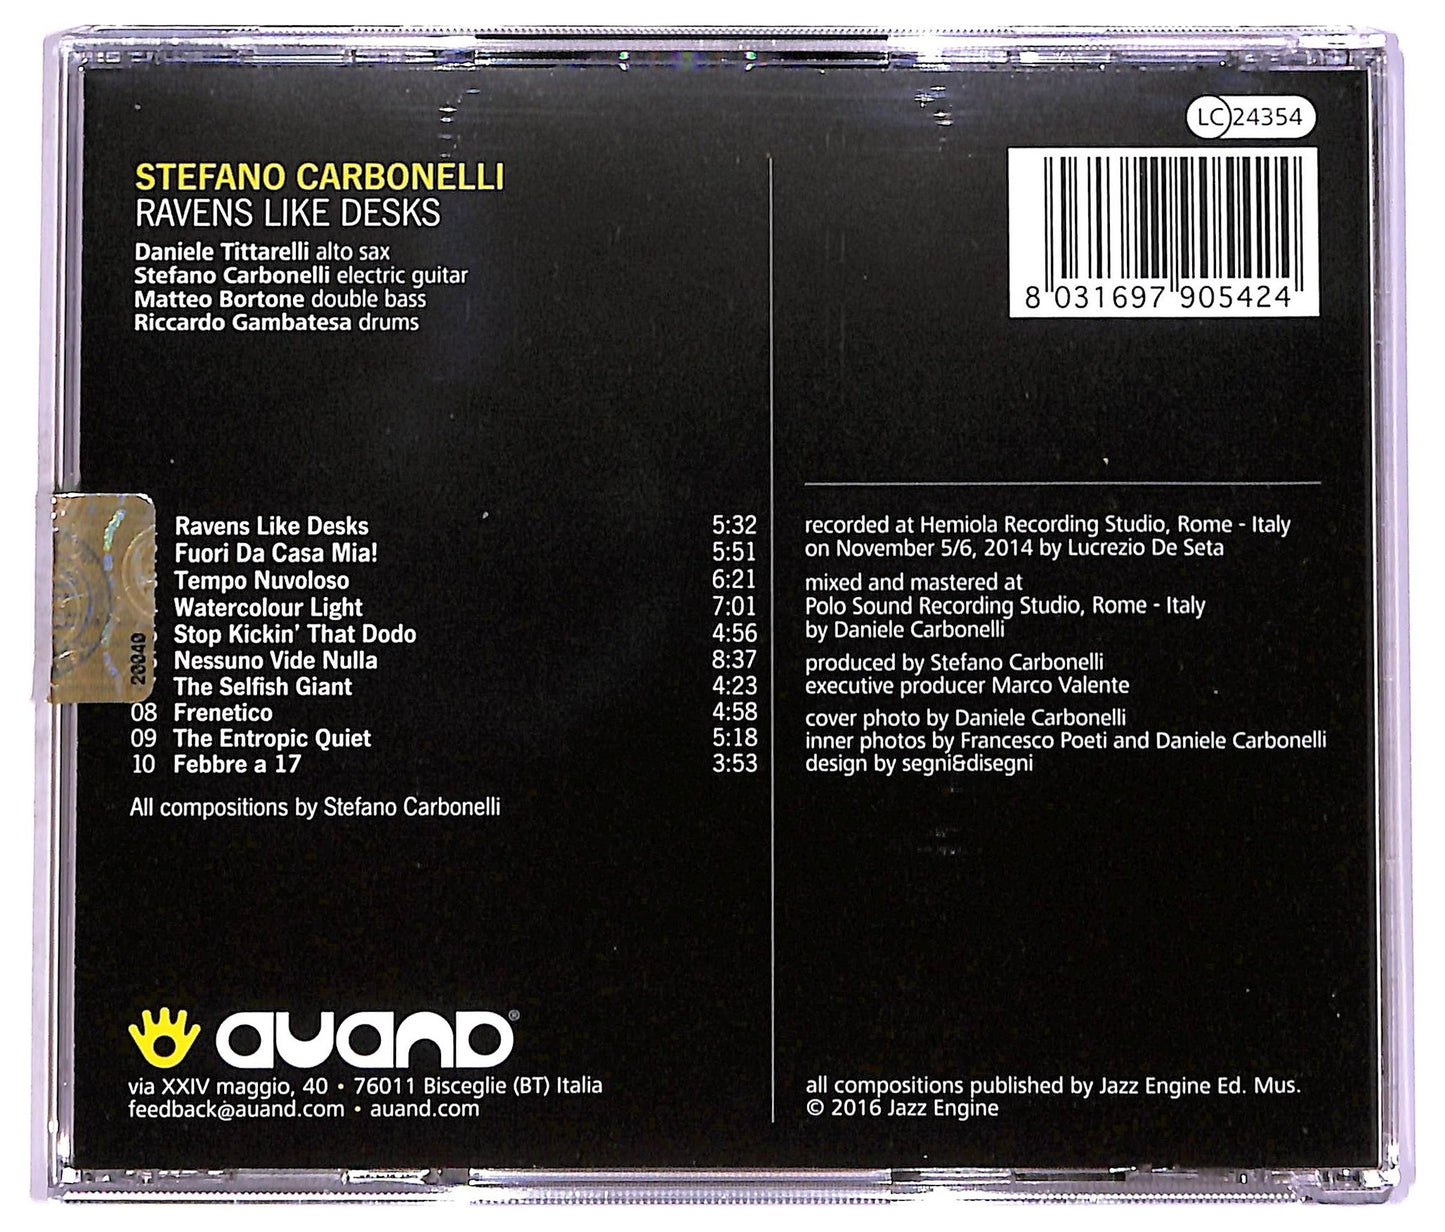 STEFANO CARBONELLI
RAVENS LIKE DESKS
Daniele Tittarelli alto sax
Stefano Carbonelli electric guitar
Matteo Bortone double bass
Riccardo Gambatesa drums
LC 24354
8 031697 905424
Ravens Like Desks 5:32
Fuori Da Casa Mia! 5:51
Tempo Nuvoloso 6:21
Watercolour Light 7:01
Stop Kickin' That Dodo 4:56
Nessuno Vide Nulla 8:37
The Selfish Giant 4:23
08 Frenetico 4:58
09 The Entropic Quiet 5:18
10 Febbre a 17 3:53
All compositions by Stefano Carbonelli
recorded at Hemiola Recording Studio, Rome - Italy
on November 5/6, 2014 by Lucrezio De Seta
mixed and mastered at
Polo Sound Recording Studio, Rome - Italy
by Daniele Carbonelli
produced by Stefano Carbonelli
executive producer Marco Valente
cover photo by Daniele Carbonelli
inner photos by Francesco Poeti and Daniele Carbonelli
design by segni&disegni
AUAND®
via XXIV maggio, 40 • 76011 Bisceglie (BT) Italia
feedback@auand.com • auand.com
all compositions published by Jazz Engine Ed. Mus.
© 2016 Jazz Engine